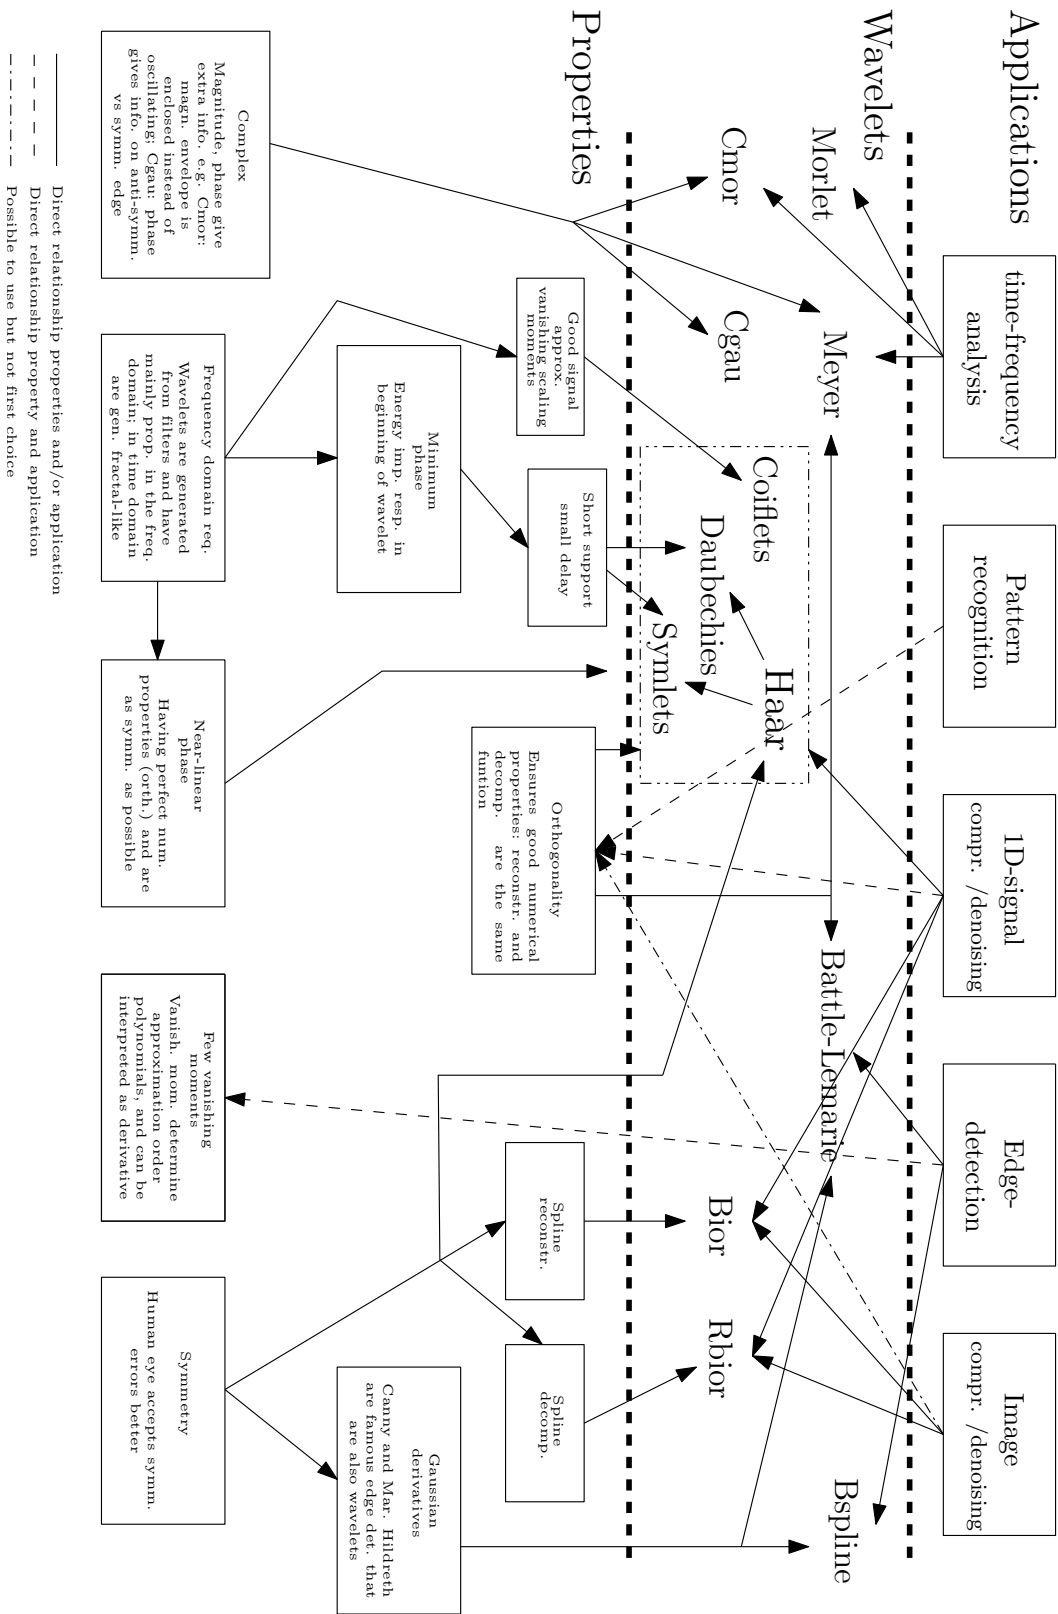 Applications
time-frequency
analysis
Pattern
recognition
1D-signal
compr. /denoising
Edge-
detection
Image
compr. /denoising
Wavelets
Morlet
Cmor
Meyer
Cgau
Coiflets
Daubechies
Haar
Symlets
Battle-Lemarie
Bior
Rbior
Bspline
Properties
Good signal
approx.
vanishing scaling
moments
Short support
small delay
Orthogonality
Ensures good numerical
properties: reconstr. and
decomp. are the same
funtion
Spline
reconstr.
Spline
decomp.
Minimum
phase
Energy imp. resp. in
beginning of wavelet
Gaussian
derivatives
Canny and Mar. Hildreth
are famous edge det. that
are also wavelets
Complex
Magnitude, phase give
extra info. e.g. Cmor:
magn. envelope is
enclosed instead of
oscillating; Cgau: phase
gives info. on anti-symm.
vs symm. edge
Frequency domain req.
Wavelets are generated
from filters and have
mainly prop. in the freq.
domain; in time domain
are gen. fractal-like
Near-linear
phase
Having perfect num.
properties (orth.) and are
as symm. as possible
Few vanishing
moments
Vanish. mom. determine
approximation order
polynomials, and can be
interpreted as derivative
Symmetry
Human eye accepts symm.
errors better
Direct relationship properties and/or application
Direct relationship property and application
Possible to use but not first choice